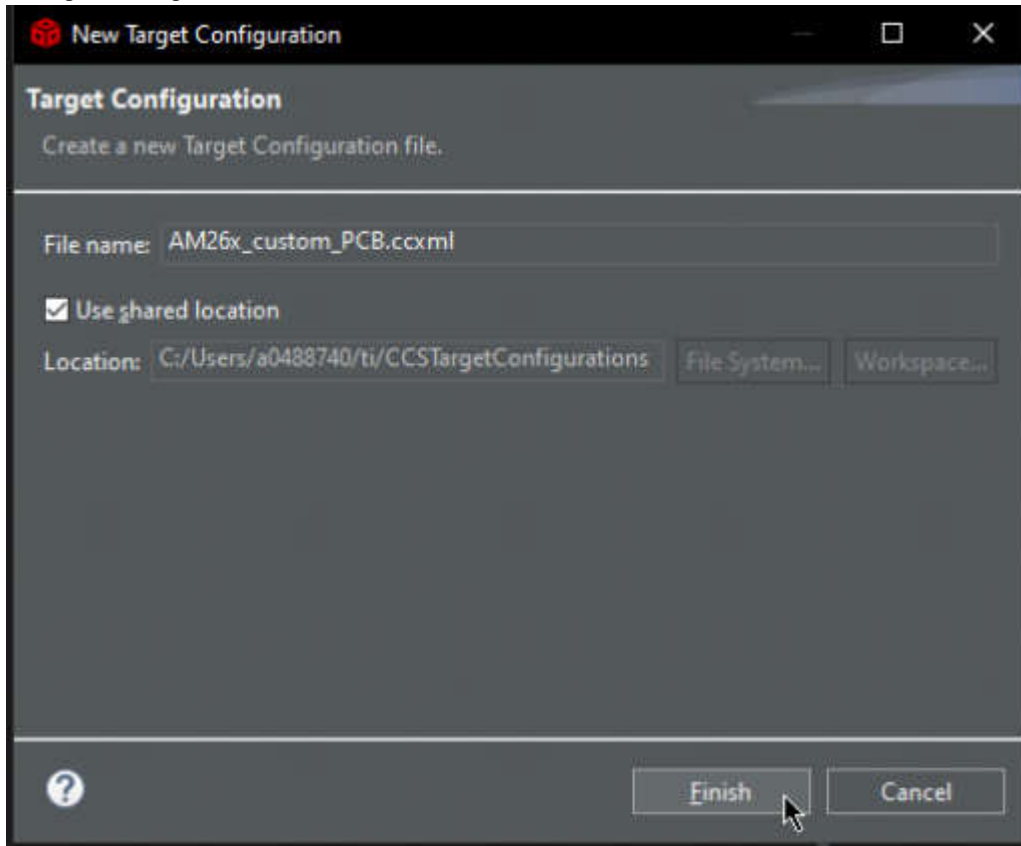 New Target Configuration
Target Configuration
Create a new Target Configuration file.
File name: AM26x_custom_PCB.ccxml
Use shared location
Location: C:/Users/a0488740/ti/CCSTargetConfigurations File System... Workspace...
? Finish Cancel